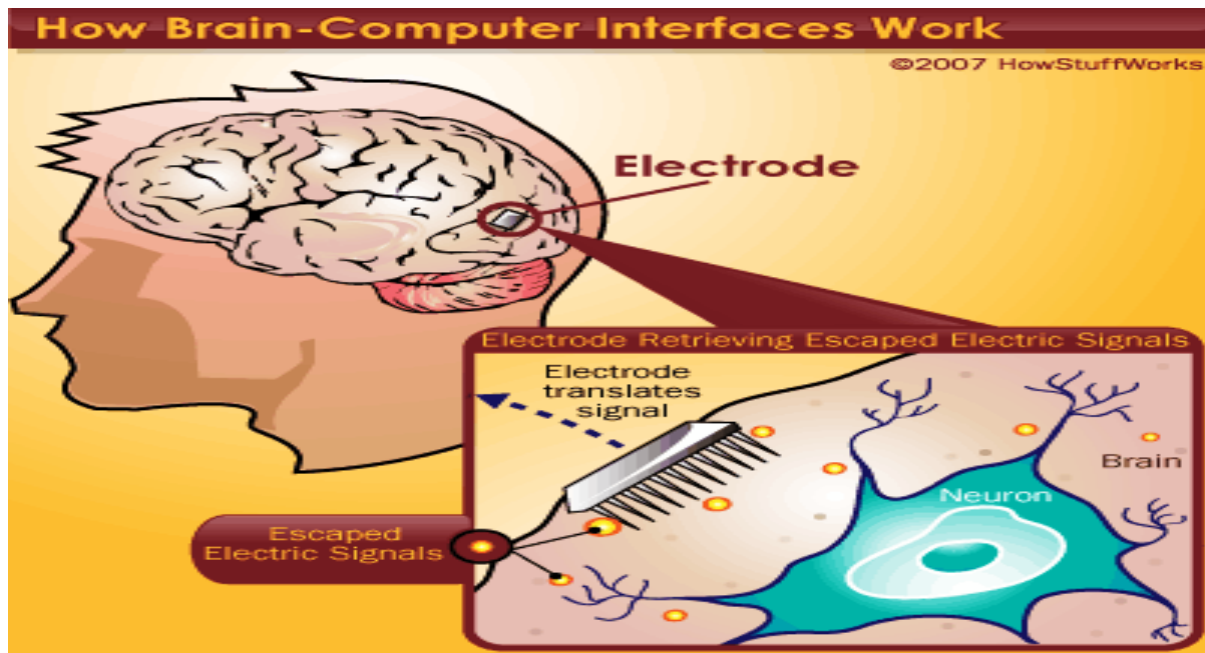 How Brain-Computer Interfaces Work
©2007 HowStuffWorks
Electrode
Electrode Retrieving Escaped Electric Signals
Electrode
translates
signal
Brain
Neuron
Escaped
Electric Signals